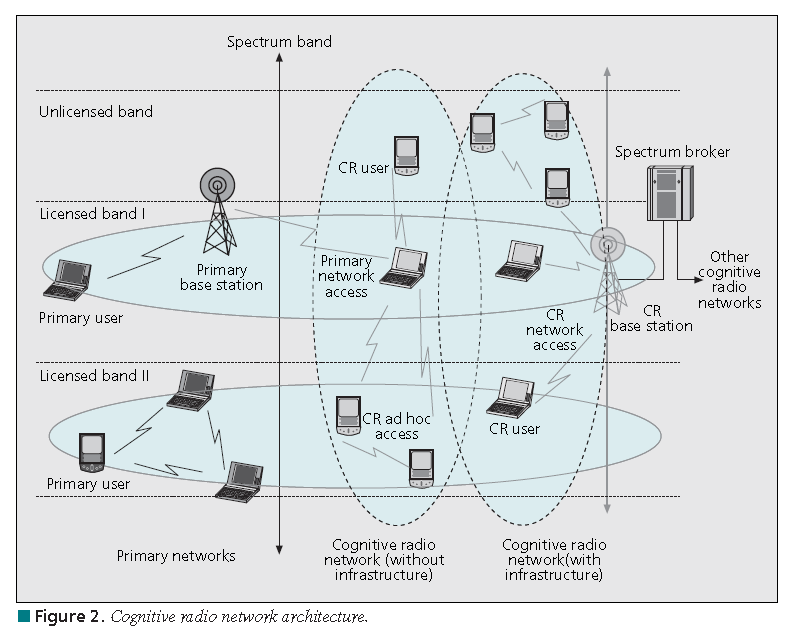 Spectrum band
Unlicensed band
CR user
Spectrum broker
Licensed band I
Primary
base station
Primary
network
access
Other
cognitive
radio
networks
Primary user
CR
network
access
CR
base station
Licensed band II
CR ad hoc
access
CR user
Primary user
Primary networks
Cognitive radio
network (without
infrastructure)
Cognitive radio
network(with
infrastructure)
Figure 2. Cognitive radio network architecture.